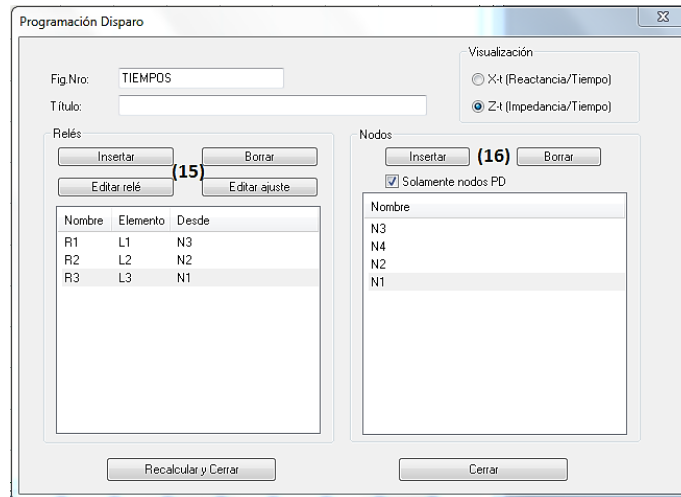 Programación Disparo
Fig.Nro: TIEMPOS
Título:
Visualización
X-t (Reactancia/Tiempo)
Z-t (Impedancia/Tiempo)
Relés
Insertar (15) Borrar
Editar relé Editar ajuste
Nombre Elemento Desde
R1 L1 N3
R2 L2 N2
R3 L3 N1
Nodos
Insertar (16) Borrar
Solamente nodos PD
Nombre
N3
N4
N2
N1
Recalcular y Cerrar
Cerrar